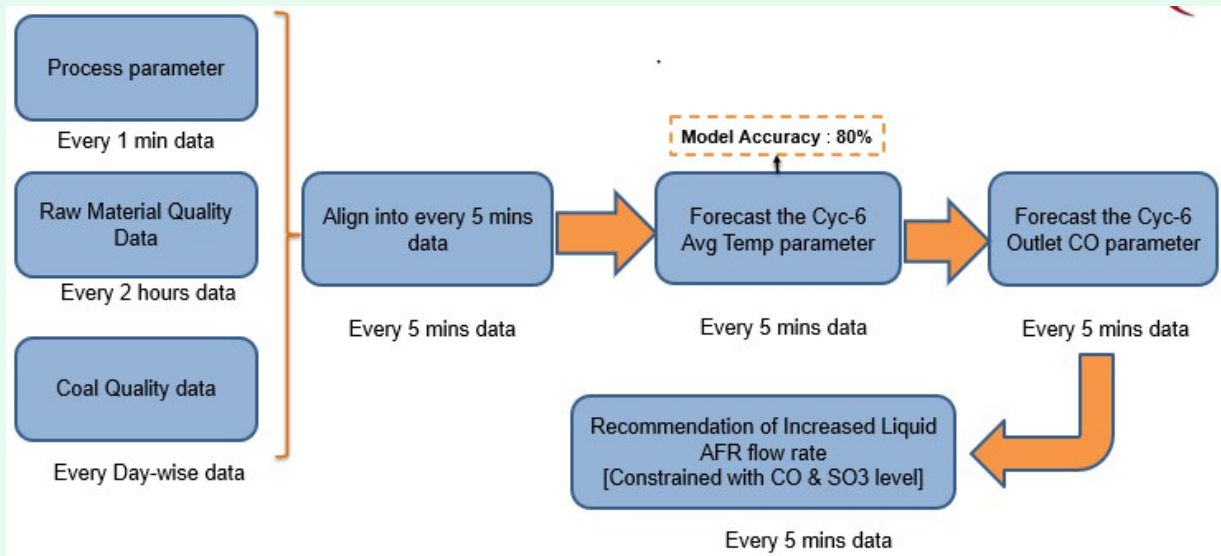 Process parameter
Every 1 min data
Raw Material Quality
Data
Every 2 hours data
Coal Quality data
Every Day-wise data
Align into every 5 mins
data
Every 5 mins data
Model Accuracy : 80%
Forecast the Cyc-6
Avg Temp parameter
Every 5 mins data
Forecast the Cyc-6
Outlet CO parameter
Every 5 mins data
Recommendation of Increased Liquid
AFR flow rate
[Constrained with CO & SO3 level]
Every 5 mins data